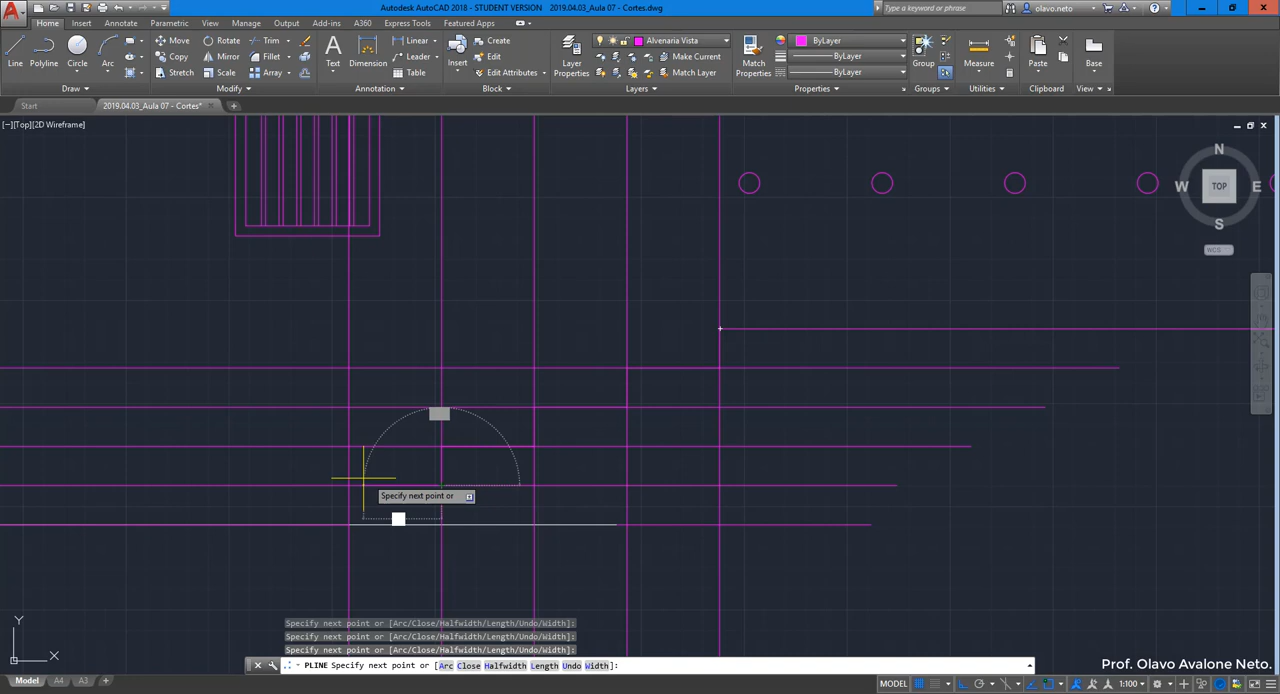 Autodesk AutoCAD 2018 - STUDENT VERSION 2019.04.03_Aula 07 - Cortes.dwg
Type a keyword or phrase
olavo.neto
Home Insert Annotate Parametric View Manage Output Add-ins A360 Express Tools Featured Apps
Line Polyline Circle Arc
Move Rotate Trim
Copy Mirror Fillet
Stretch Scale Array
Text Dimension
Linear
Leader
Table
Insert
Create
Edit
Edit Attributes
Layer Properties
Alvenaria Vista
Make Current
Match Layer
Match Properties
ByLayer
ByLayer
ByLayer
Group Measure Paste Base
Draw Modify Annotation Block Layers Properties Groups Utilities Clipboard View
Start 2019.04.03_Aula 07 - Cortes*
[−][Top][2D Wireframe]
N
W TOP E
S
WCS
Specify next point or
Y
X
Specify next point or [Arc/Close/Halfwidth/Length/Undo/Width]:
Specify next point or [Arc/Close/Halfwidth/Length/Undo/Width]:
Specify next point or [Arc/Close/Halfwidth/Length/Undo/Width]:
PLINE Specify next point or [Arc Close Halfwidth Length Undo Width]:
Prof. Olavo Avalone Neto.
Model A4 A3
MODEL 1:100